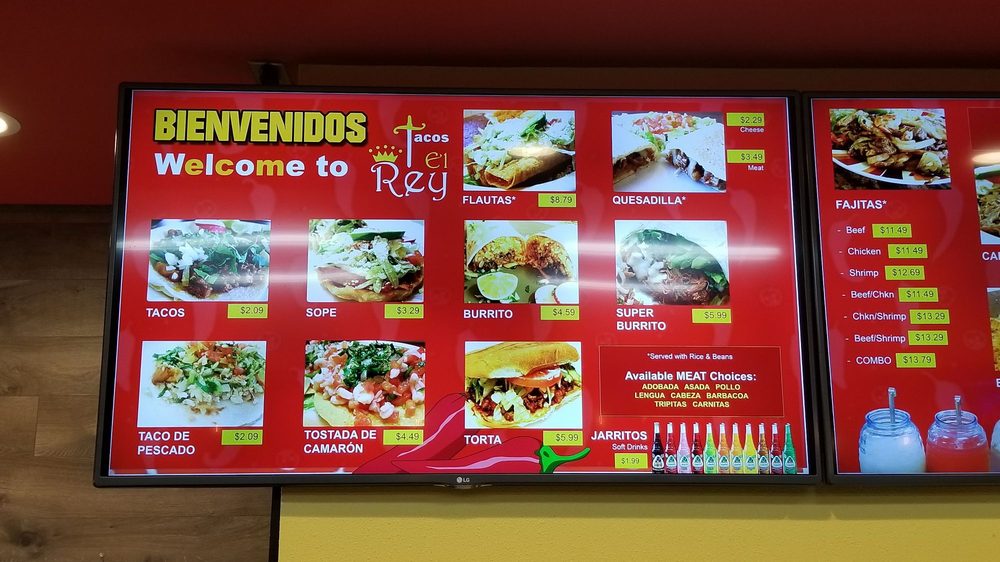 BIENVENIDOS
Welcome to
Tacos
el
Rey
FLAUTAS* $8.79
QUESADILLA*
$2.29
Cheese
$3.49
Meat
TACOS $2.09
SOPE $3.29
BURRITO $4.59
SUPER
BURRITO $5.99
TACO DE
PESCADO $2.09
TOSTADA DE
CAMARÓN $4.49
TORTA $5.99
*Served with Rice & Beans
Available MEAT Choices:
ADOBADA ASADA POLLO
LENGUA CABEZA BARBACOA
TRIPITAS CARNITAS
JARRITOS
Soft Drinks
$1.99
LG
FAJITAS*
- Beef $11.49
- Chicken $11.49
- Shrimp $12.69
- Beef/Chkn $11.49
- Chkn/Shrimp $13.29
- Beef/Shrimp $13.29
- COMBO $13.79